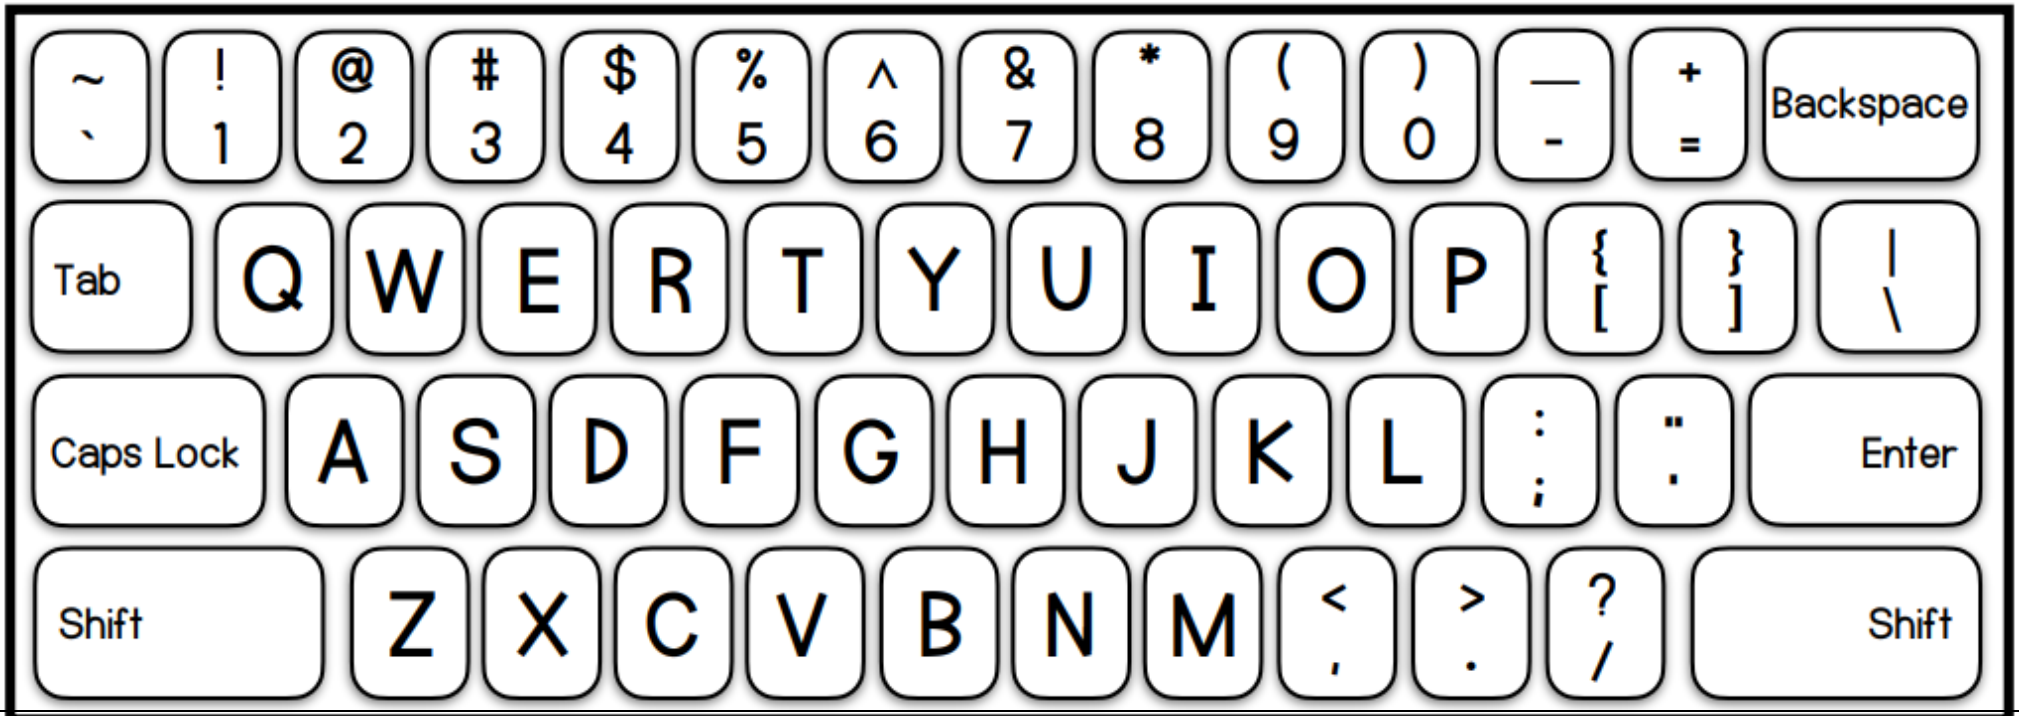 ~ ! @ # $ % ^ & * ( ) — +
` 1 2 3 4 5 6 7 8 9 0 - = Backspace
{ } |
Tab Q W E R T Y U I O P [ ] \
: "
Caps Lock A S D F G H J K L ; ' Enter
< > ?
Shift Z X C V B N M , . / Shift